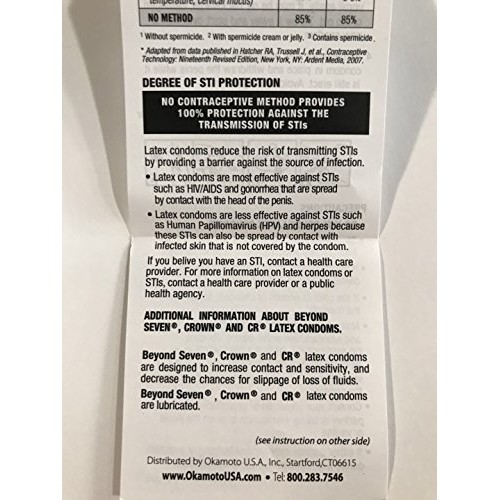 temperature, cervical mucus)
NO METHOD 85% 85%
¹ Without spermicide. ² With spermicide cream or jelly. ³ Contains spermicide.
* Adapted from data published in Hatcher RA, Trussell J, et al., Contraceptive
Technology: Nineteenth Revised Edition, New York, NY: Ardent Media, 2007.
DEGREE OF STI PROTECTION
NO CONTRACEPTIVE METHOD PROVIDES
100% PROTECTION AGAINST THE
TRANSMISSION OF STIs
Latex condoms reduce the risk of transmitting STIs
by providing a barrier against the source of infection.
• Latex condoms are most effective against STIs
such as HIV/AIDS and gonorrhea that are spread
by contact with the head of the penis.
• Latex condoms are less effective against STIs such
as Human Papillomavirus (HPV) and herpes because
these STIs can also be spread by contact with
infected skin that is not covered by the condom.
If you belive you have an STI, contact a health care
provider. For more information on latex condoms or
STIs, contact a health care provider or a public
health agency.
ADDITIONAL INFORMATION ABOUT BEYOND
SEVEN®, CROWN® AND CR® LATEX CONDOMS.
Beyond Seven®, Crown® and CR® latex condoms
are designed to increase contact and sensitivity, and
decrease the chances for slippage of loss of fluids.
Beyond Seven®, Crown® and CR® latex condoms
are lubricated.
(see instruction on other side)
Distributed by Okamoto U.S.A., Inc., Startford,CT06615
www.OkamotoUSA.com • Tel: 800.283.7546